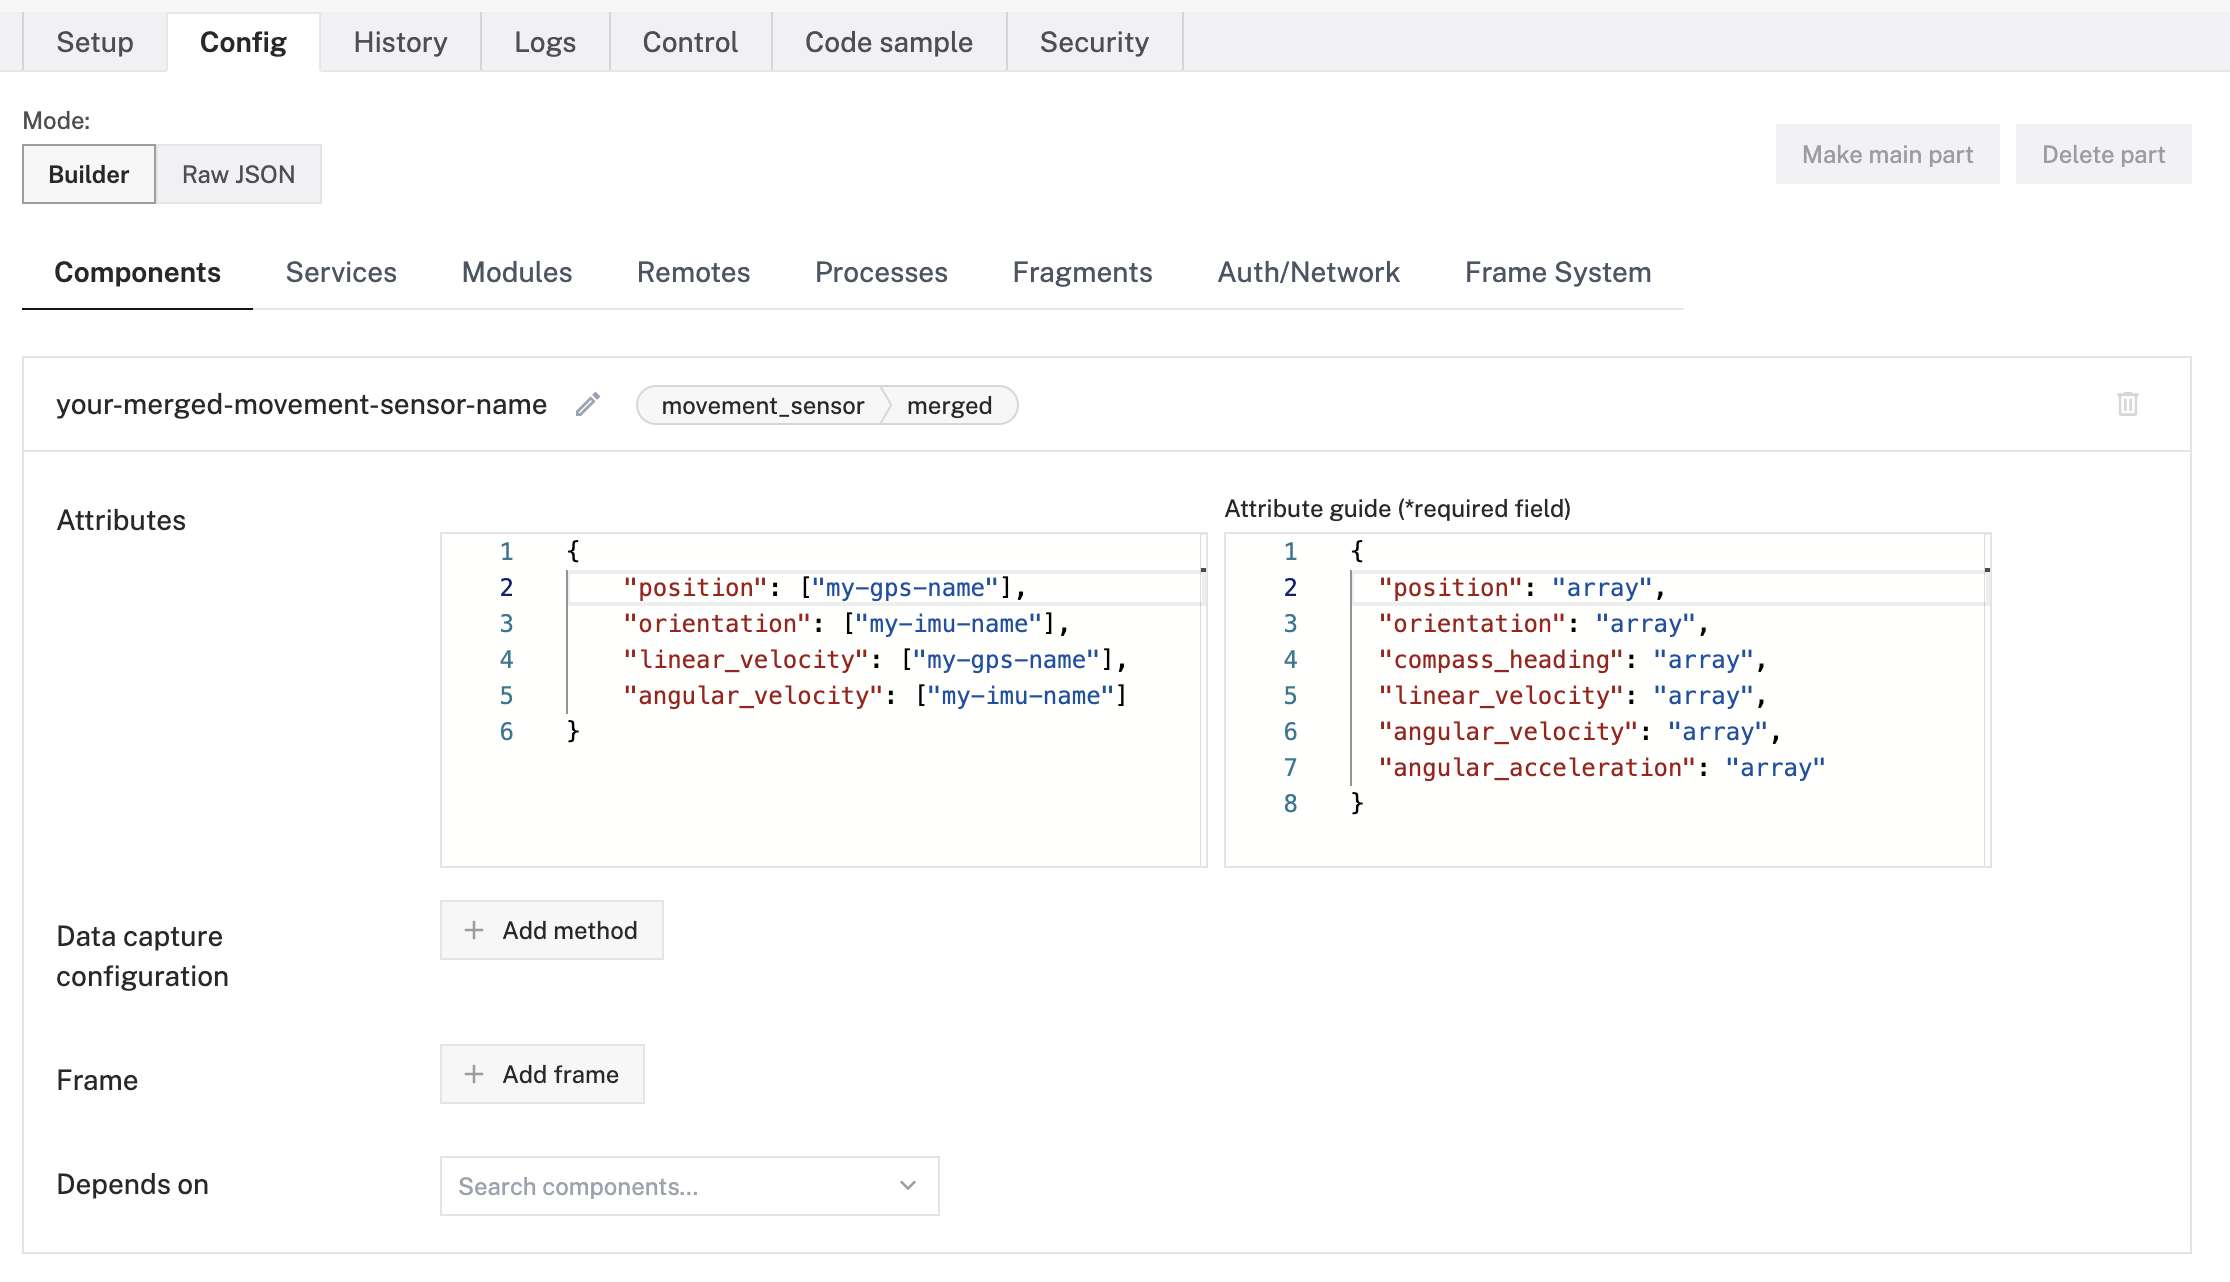 Setup Config History Logs Control Code sample Security
Mode:
Builder Raw JSON Make main part Delete part
Components Services Modules Remotes Processes Fragments Auth/Network Frame System
your-merged-movement-sensor-name movement_sensor merged
Attributes
1 {
2 "position": ["my-gps-name"],
3 "orientation": ["my-imu-name"],
4 "linear_velocity": ["my-gps-name"],
5 "angular_velocity": ["my-imu-name"]
6 }
Attribute guide (*required field)
1 {
2 "position": "array",
3 "orientation": "array",
4 "compass_heading": "array",
5 "linear_velocity": "array",
6 "angular_velocity": "array",
7 "angular_acceleration": "array"
8 }
Data capture
configuration
+ Add method
Frame
+ Add frame
Depends on
Search components...